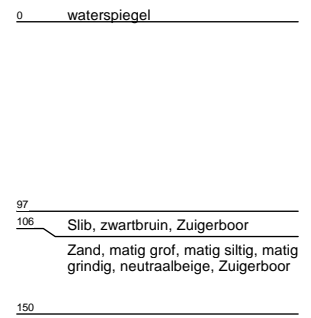 0 waterspiegel
97
106 Slib, zwartbruin, Zuigerboor
Zand, matig grof, matig siltig, matig
grindig, neutraalbeige, Zuigerboor
150